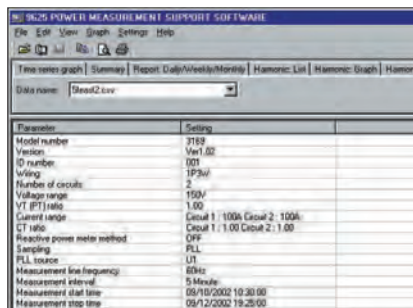 9625 POWER MEASUREMENT SUPPORT SOFTWARE
File Edit View Graph Settings Help
Time series graph Summary Report: Daily/Weekly/Monthly Harmonic: List Harmonic: Graph Harmon
Data name: 5lead2.csv
Parameter Setting
Model number 3169
Version Ver1.02
ID number 001
Wiring 1P3W
Number of circuits 2
Voltage range 150V
VT (PT) ratio 1.00
Current range Circuit 1 : 100A Circuit 2 : 100A
CT ratio Circuit 1 : 1.00 Circuit 2 : 1.00
Reactive power meter method OFF
Sampling PLL
PLL source U1
Measurement line frequency 60Hz
Measurement interval 5 Minute
Measurement start time 09/10/2002 10:30:00
Measurement stop time 09/12/2002 19:25:00